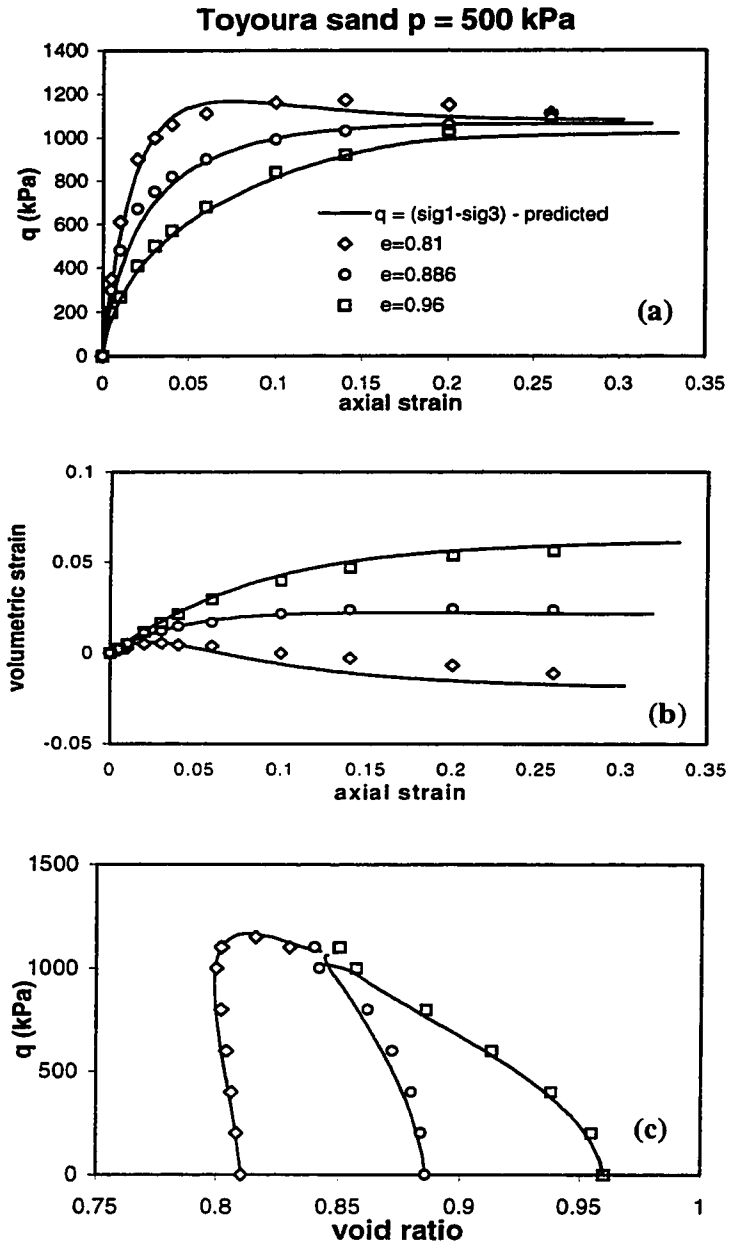 Toyoura sand p = 500 kPa
1400
1200
1000
800
600
400
200
0
q (kPa)
q = (sig1-sig3) - predicted
e=0.81
e=0.886
e=0.96
(a)
0
0.05
0.1
0.15
0.2
0.25
0.3
0.35
axial strain
0.1
0.05
0
-0.05
volumetric strain
(b)
0
0.05
0.1
0.15
0.2
0.25
0.3
0.35
axial strain
1500
1000
500
0
q (kPa)
(c)
0.75
0.8
0.85
0.9
0.95
1
void ratio